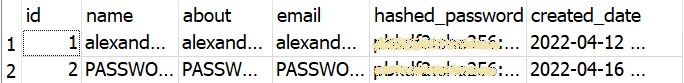 id name about email hashed_password created_date
1 1 alexand... alexand... alexand... 2022-04-12 ...
2 2 PASSWO... PASSW... PASSW... 2022-04-16 ...